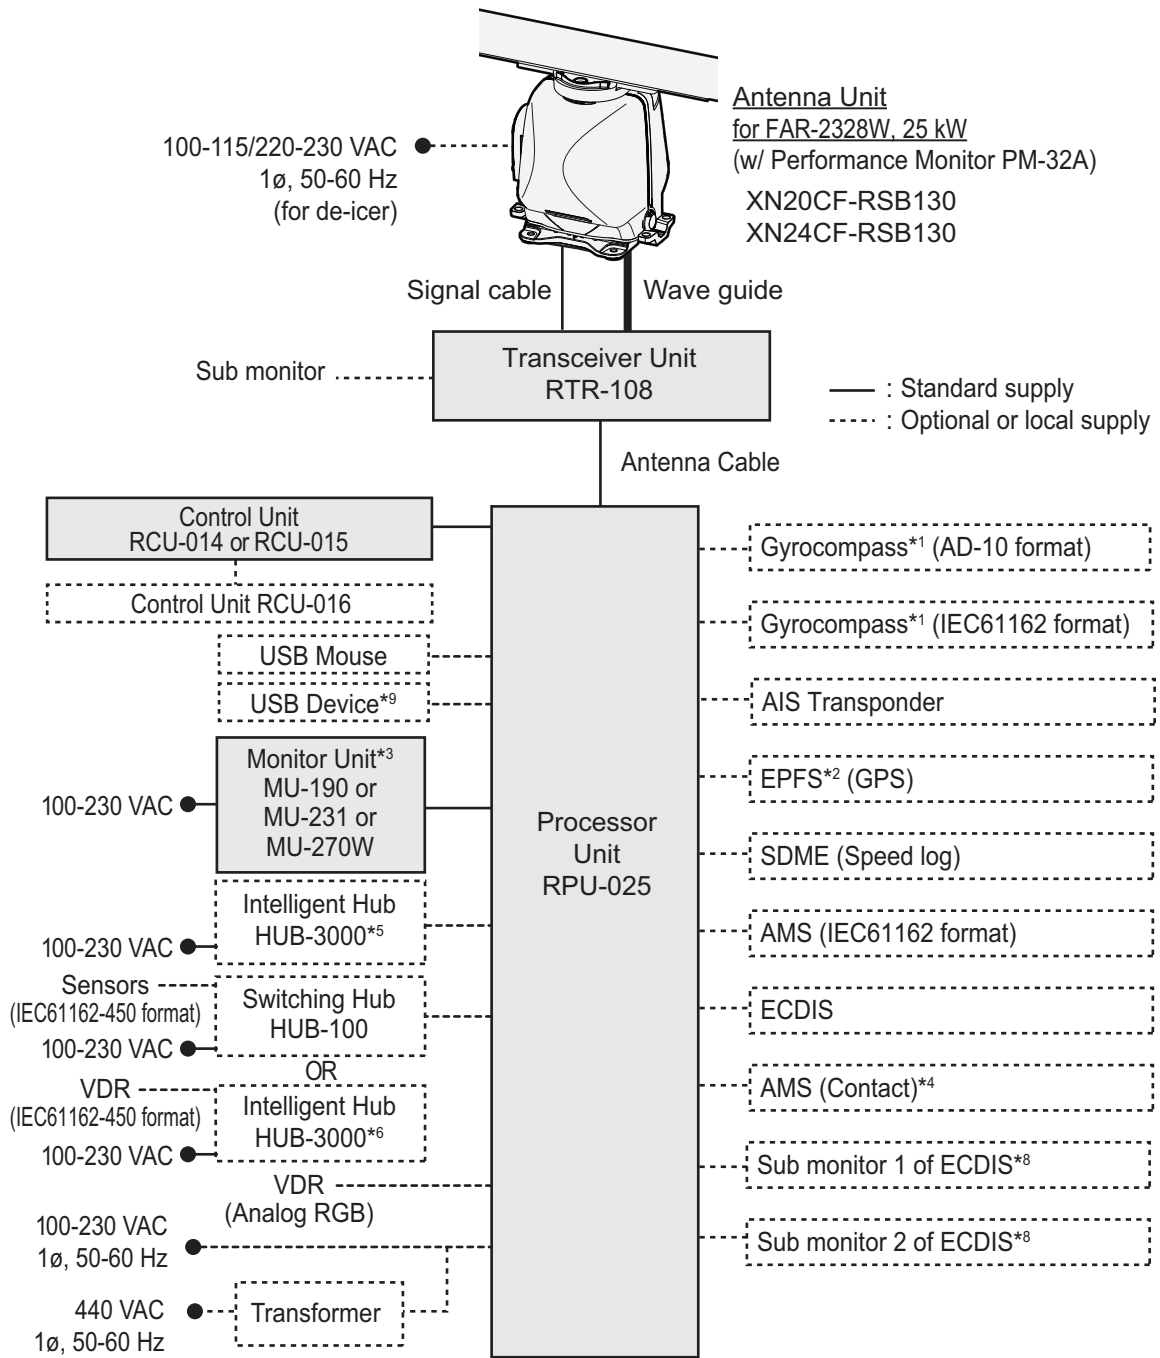 Antenna Unit
for FAR-2328W, 25 kW
(w/ Performance Monitor PM-32A)
XN20CF-RSB130
XN24CF-RSB130
100-115/220-230 VAC
1ø, 50-60 Hz
(for de-icer)
Signal cable
Wave guide
Transceiver Unit
RTR-108
Sub monitor
: Standard supply
: Optional or local supply
Antenna Cable
Control Unit
RCU-014 or RCU-015
Control Unit RCU-016
USB Mouse
USB Device*9
Monitor Unit*3
MU-190 or
MU-231 or
MU-270W
100-230 VAC
Intelligent Hub
HUB-3000*5
100-230 VAC
Sensors
(IEC61162-450 format)
Switching Hub
HUB-100
100-230 VAC
OR
VDR
(IEC61162-450 format)
Intelligent Hub
HUB-3000*6
100-230 VAC
VDR
(Analog RGB)
100-230 VAC
1ø, 50-60 Hz
440 VAC
1ø, 50-60 Hz
Transformer
Processor
Unit
RPU-025
Gyrocompass*1 (AD-10 format)
Gyrocompass*1 (IEC61162 format)
AIS Transponder
EPFS*2 (GPS)
SDME (Speed log)
AMS (IEC61162 format)
ECDIS
AMS (Contact)*4
Sub monitor 1 of ECDIS*8
Sub monitor 2 of ECDIS*8